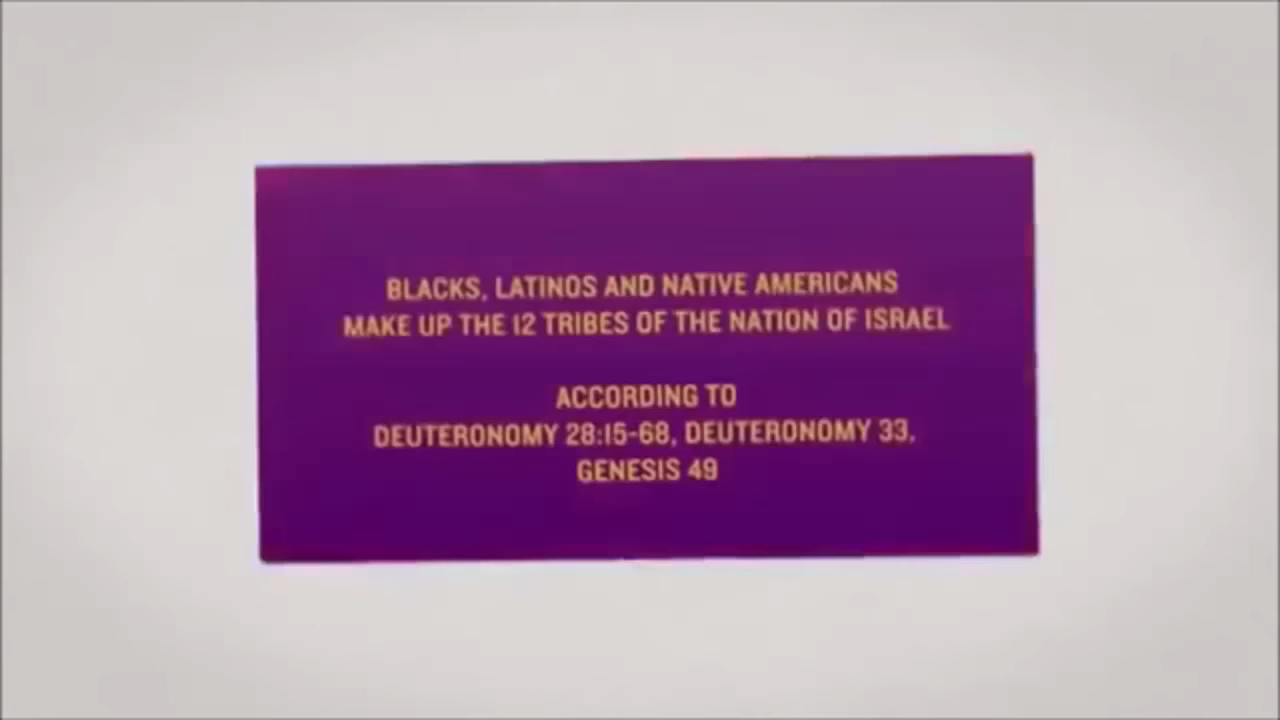 BLACKS, LATINOS AND NATIVE AMERICANS
MAKE UP THE 12 TRIBES OF THE NATION OF ISRAEL
ACCORDING TO
DEUTERONOMY 28:15-68, DEUTERONOMY 33,
GENESIS 49